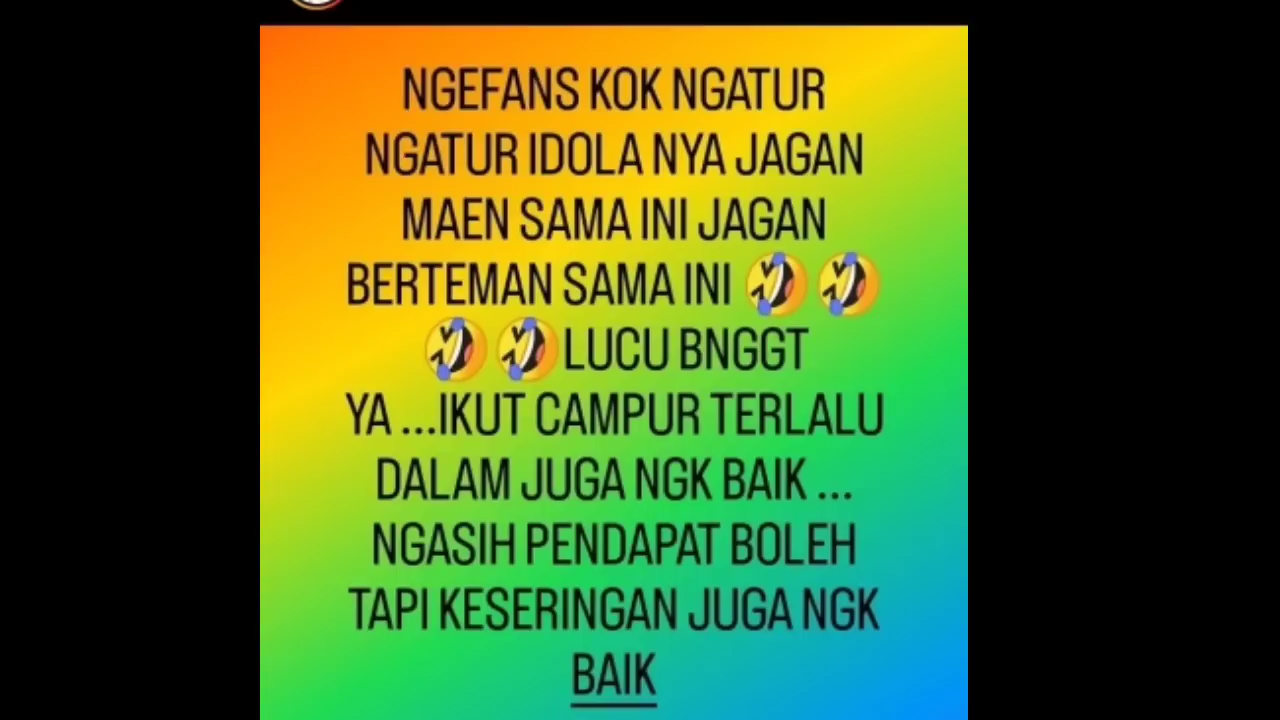 NGEFANS KOK NGATUR
NGATUR IDOLA NYA JAGAN
MAEN SAMA INI JAGAN
BERTEMAN SAMA INI 🤣🤣
🤣🤣LUCU BNGGT
YA ...IKUT CAMPUR TERLALU
DALAM JUGA NGK BAIK ...
NGASIH PENDAPAT BOLEH
TAPI KESERINGAN JUGA NGK
BAIK